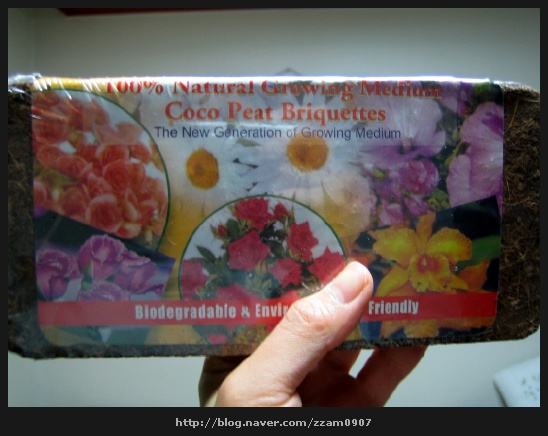 100% Natural Growing Medium
Coco Peat Briquettes
The New Generation of Growing Medium
Biodegradable & Envir Friendly
http://blog.naver.com/zzam0907